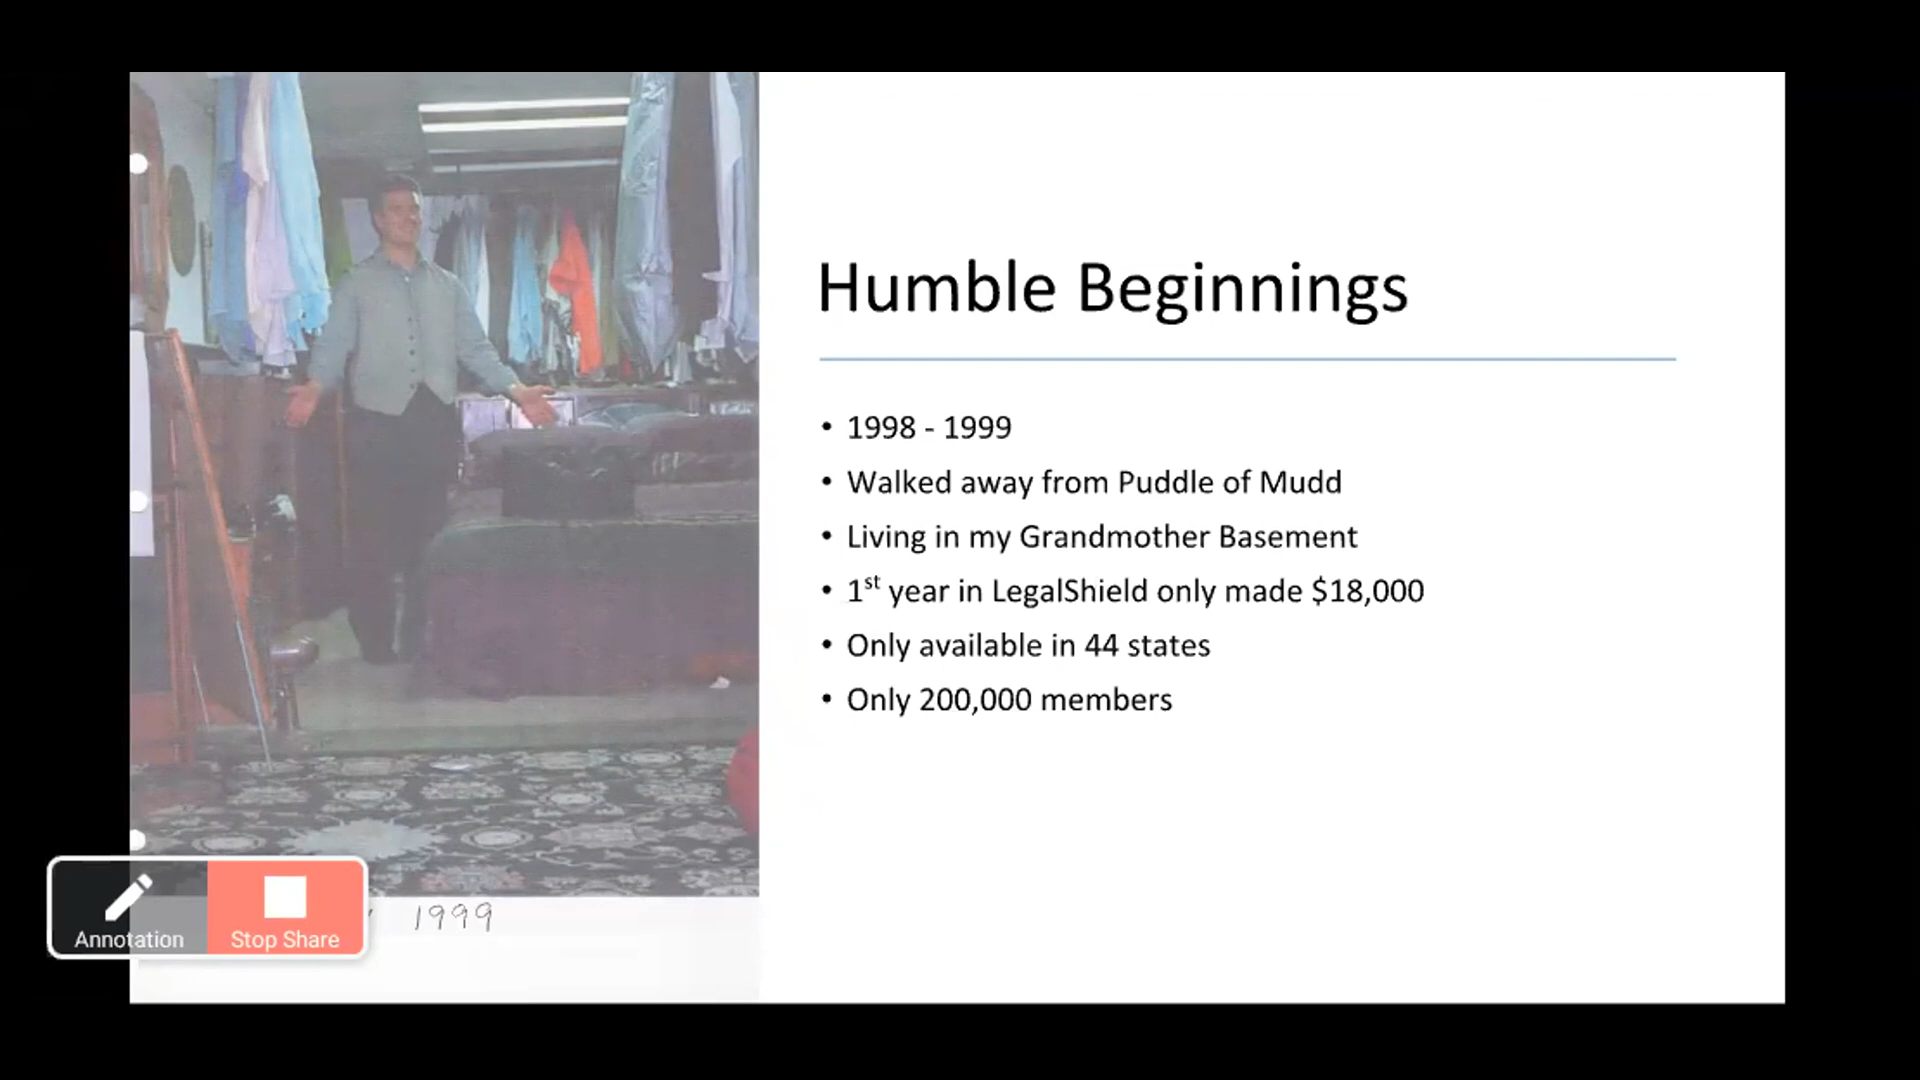 Humble Beginnings
• 1998 - 1999
• Walked away from Puddle of Mudd
• Living in my Grandmother Basement
• 1st year in LegalShield only made $18,000
• Only available in 44 states
• Only 200,000 members
1999
Annotation
Stop Share